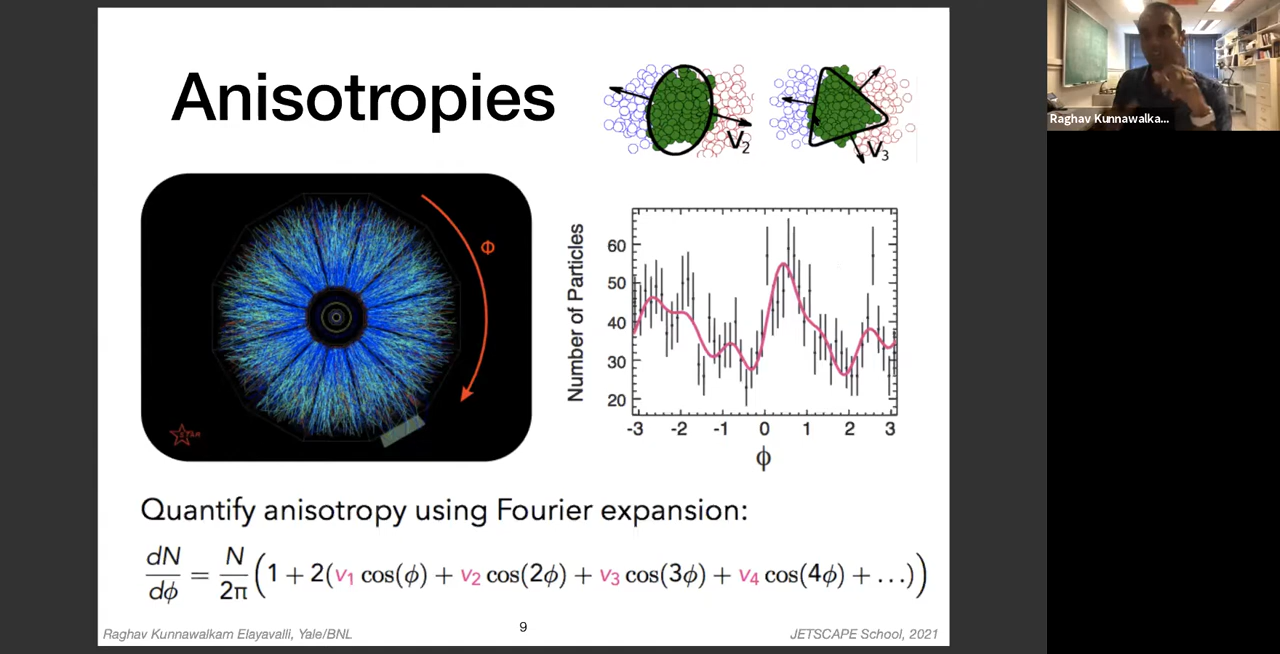 Anisotropies
V2
V3
Raghav Kunnawalka...
Φ
STAR
Number of Particles
60
50
40
30
20
-3 -2 -1 0 1 2 3
ϕ
Quantify anisotropy using Fourier expansion:
dN/dϕ = N/2π (1 + 2(v₁ cos(ϕ) + v₂ cos(2ϕ) + v₃ cos(3ϕ) + v₄ cos(4ϕ) + ...))
Raghav Kunnawalkam Elayavalli, Yale/BNL
9
JETSCAPE School, 2021